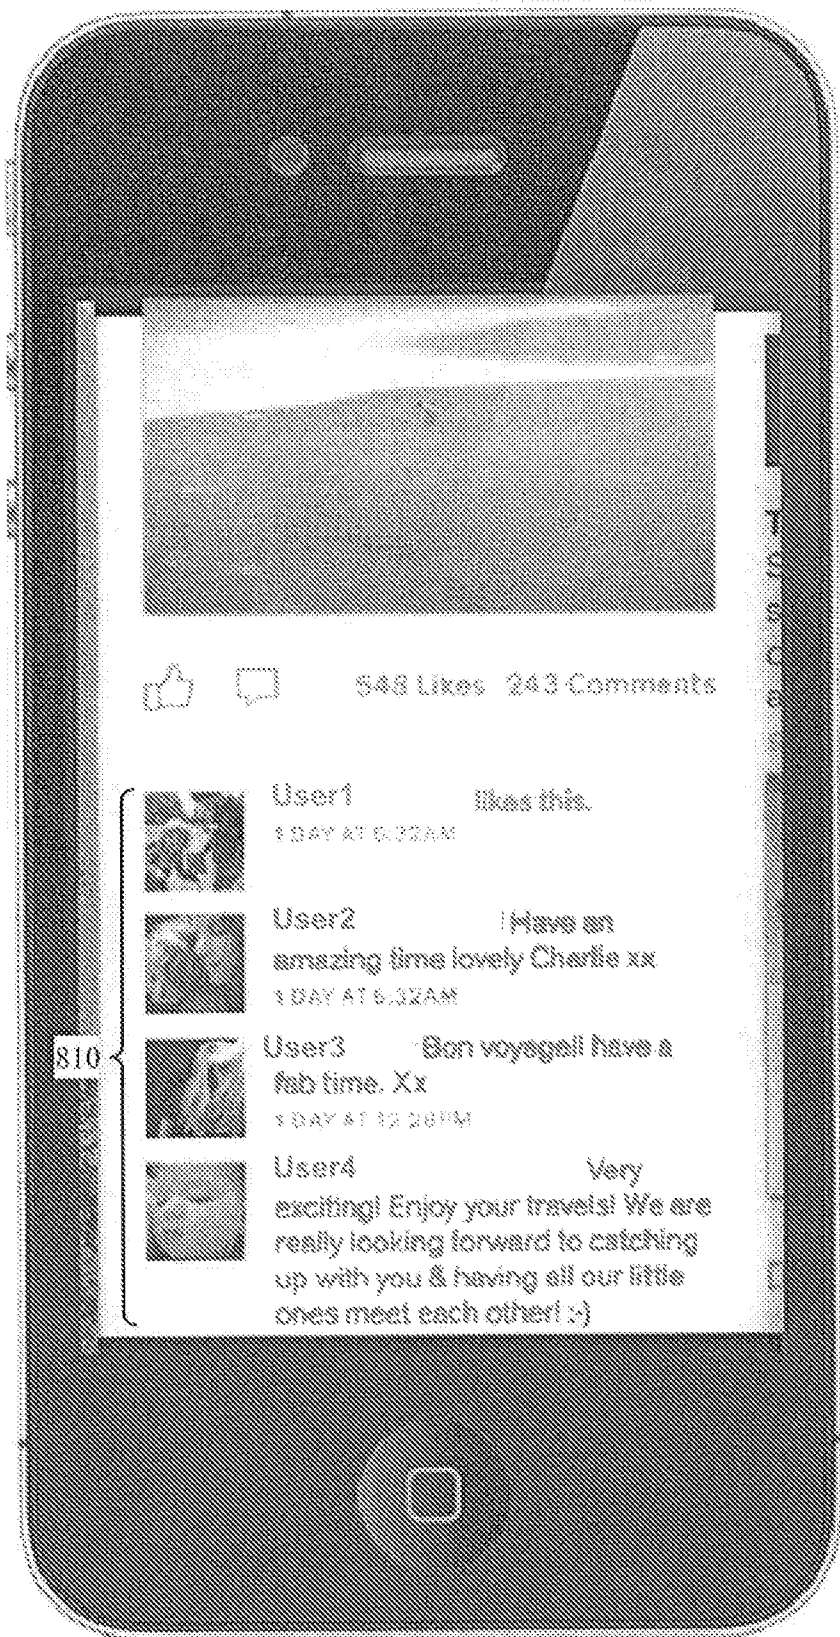 548 Likes 243 Comments
User1 likes this.
1 DAY AT 6:32AM
User2 Have an
amazing time lovely Charlie xx
1 DAY AT 6:32AM
810
User3 Bon voyage!! have a
fab time. Xx
1 DAY AT 12:28PM
User4 Very
exciting! Enjoy your travels! We are
really looking forward to catching
up with you & having all our little
ones meet each other! :-)